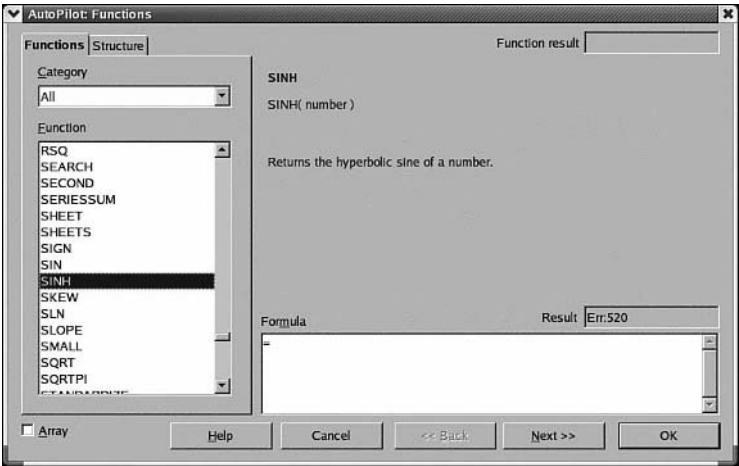 AutoPilot: Functions
Functions Structure
Function result
Category
All
Function
RSQ
SEARCH
SECOND
SERIESSUM
SHEET
SHEETS
SIGN
SIN
SINH
SKEW
SLN
SLOPE
SMALL
SQRT
SQRTPI
SINH
SINH( number )
Returns the hyperbolic sine of a number.
Formula
Result Err:520
=
Array
Help
Cancel
<< Back
Next >>
OK